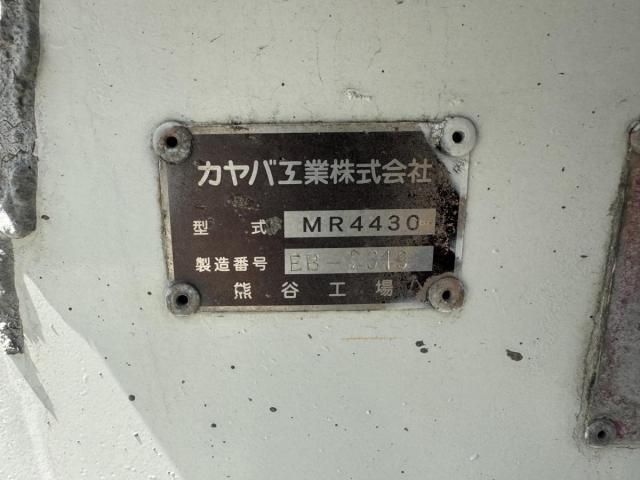 カヤバ工業株式会社
型式 MR4430
製造番号
熊谷工場